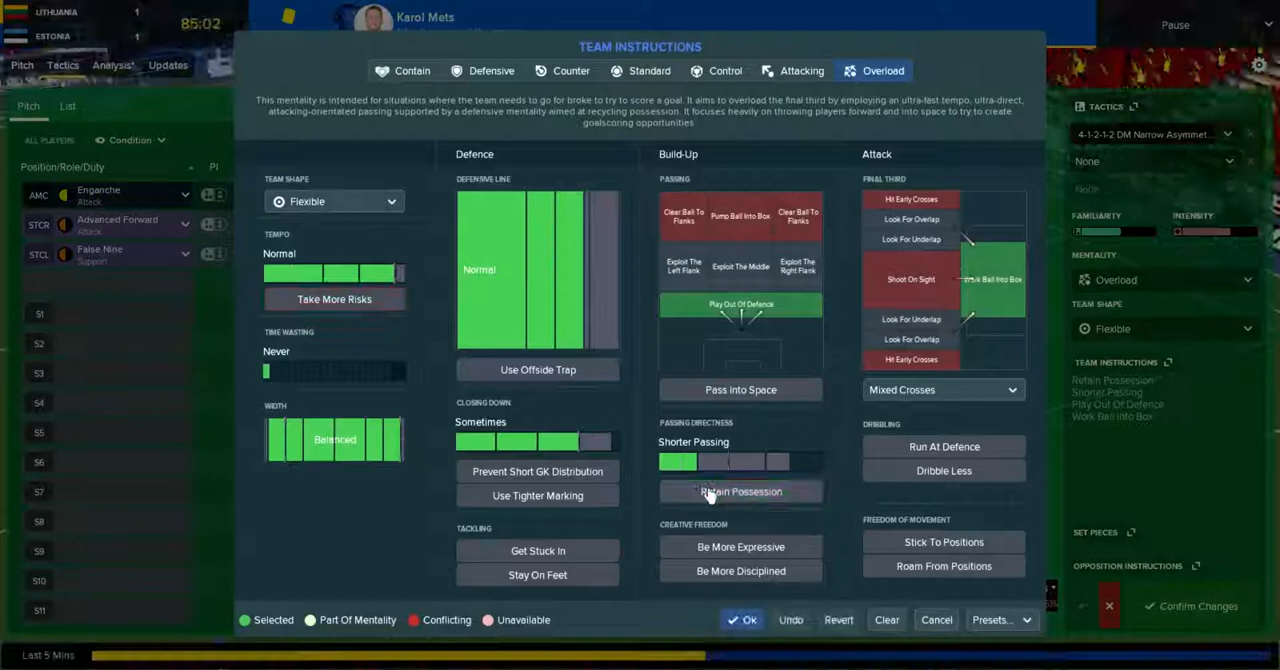 LITHUANIA 1
ESTONIA 1
85:02
Karol Mets
Pause
Pitch Tactics Analysis* Updates
TEAM INSTRUCTIONS
Contain Defensive Counter Standard Control Attacking Overload
This mentality is intended for situations where the team needs to go for broke to try to score a goal. It aims to overload the final third by employing an ultra-fast tempo, ultra-direct,
attacking-orientated passing supported by a defensive mentality aimed at recycling possession. It focuses heavily on throwing players forward and into space to try to create
goalscoring opportunities
Pitch List
ALL PLAYERS Condition
Position/Role/Duty PI
AMC Enganche
Attack
STCR Advanced Forward
Attack
STCL False Nine
Support
S1
S2
S3
S4
S5
S6
S7
S8
S9
S10
S11
TEAM SHAPE
Flexible
TEMPO
Normal
Take More Risks
TIME WASTING
Never
WIDTH
Balanced
Defence
DEFENSIVE LINE
Normal
Use Offside Trap
CLOSING DOWN
Sometimes
Prevent Short GK Distribution
Use Tighter Marking
TACKLING
Get Stuck In
Stay On Feet
Build-Up
PASSING
Clear Ball To Flanks Pump Ball Into Box Clear Ball To Flanks
Exploit The Left Flank Exploit The Middle Exploit The Right Flank
Play Out Of Defence
Pass Into Space
PASSING DIRECTNESS
Shorter Passing
Retain Possession
CREATIVE FREEDOM
Be More Expressive
Be More Disciplined
Attack
FINAL THIRD
Hit Early Crosses
Look For Overlap
Look For Underlap
Shoot On Sight Work Ball Into Box
Look For Underlap
Look For Overlap
Hit Early Crosses
Mixed Crosses
DRIBBLING
Run At Defence
Dribble Less
FREEDOM OF MOVEMENT
Stick To Positions
Roam From Positions
Selected Part Of Mentality Conflicting Unavailable
Ok Undo Revert Clear Cancel Presets...
TACTICS
4-1-2-1-2 DM Narrow Asymmet...
None
None
FAMILIARITY INTENSITY
MENTALITY
Overload
TEAM SHAPE
Flexible
TEAM INSTRUCTIONS
Retain Possession
Shorter Passing
Play Out Of Defence
Work Ball Into Box
SET PIECES
OPPOSITION INSTRUCTIONS
Confirm Changes
Last 5 Mins